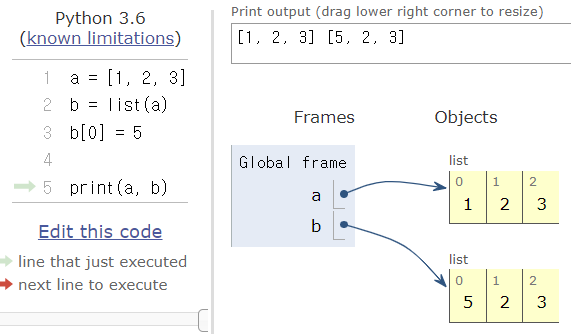 Python 3.6
(known limitations)
1 a = [1, 2, 3]
2 b = list(a)
3 b[0] = 5
4
5 print(a, b)
Edit this code
line that just executed
next line to execute
Print output (drag lower right corner to resize)
[1, 2, 3] [5, 2, 3]
Frames
Objects
Global frame
a
b
list
0 1 2
1 2 3
list
0 1 2
5 2 3